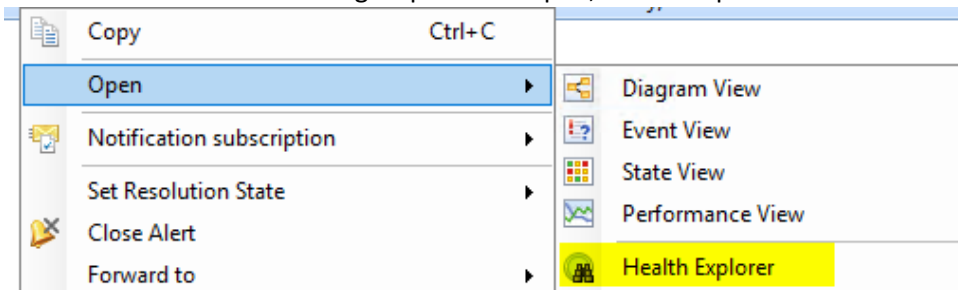 Copy Ctrl+C
Open
Notification subscription
Set Resolution State
Close Alert
Forward to
Diagram View
Event View
State View
Performance View
Health Explorer